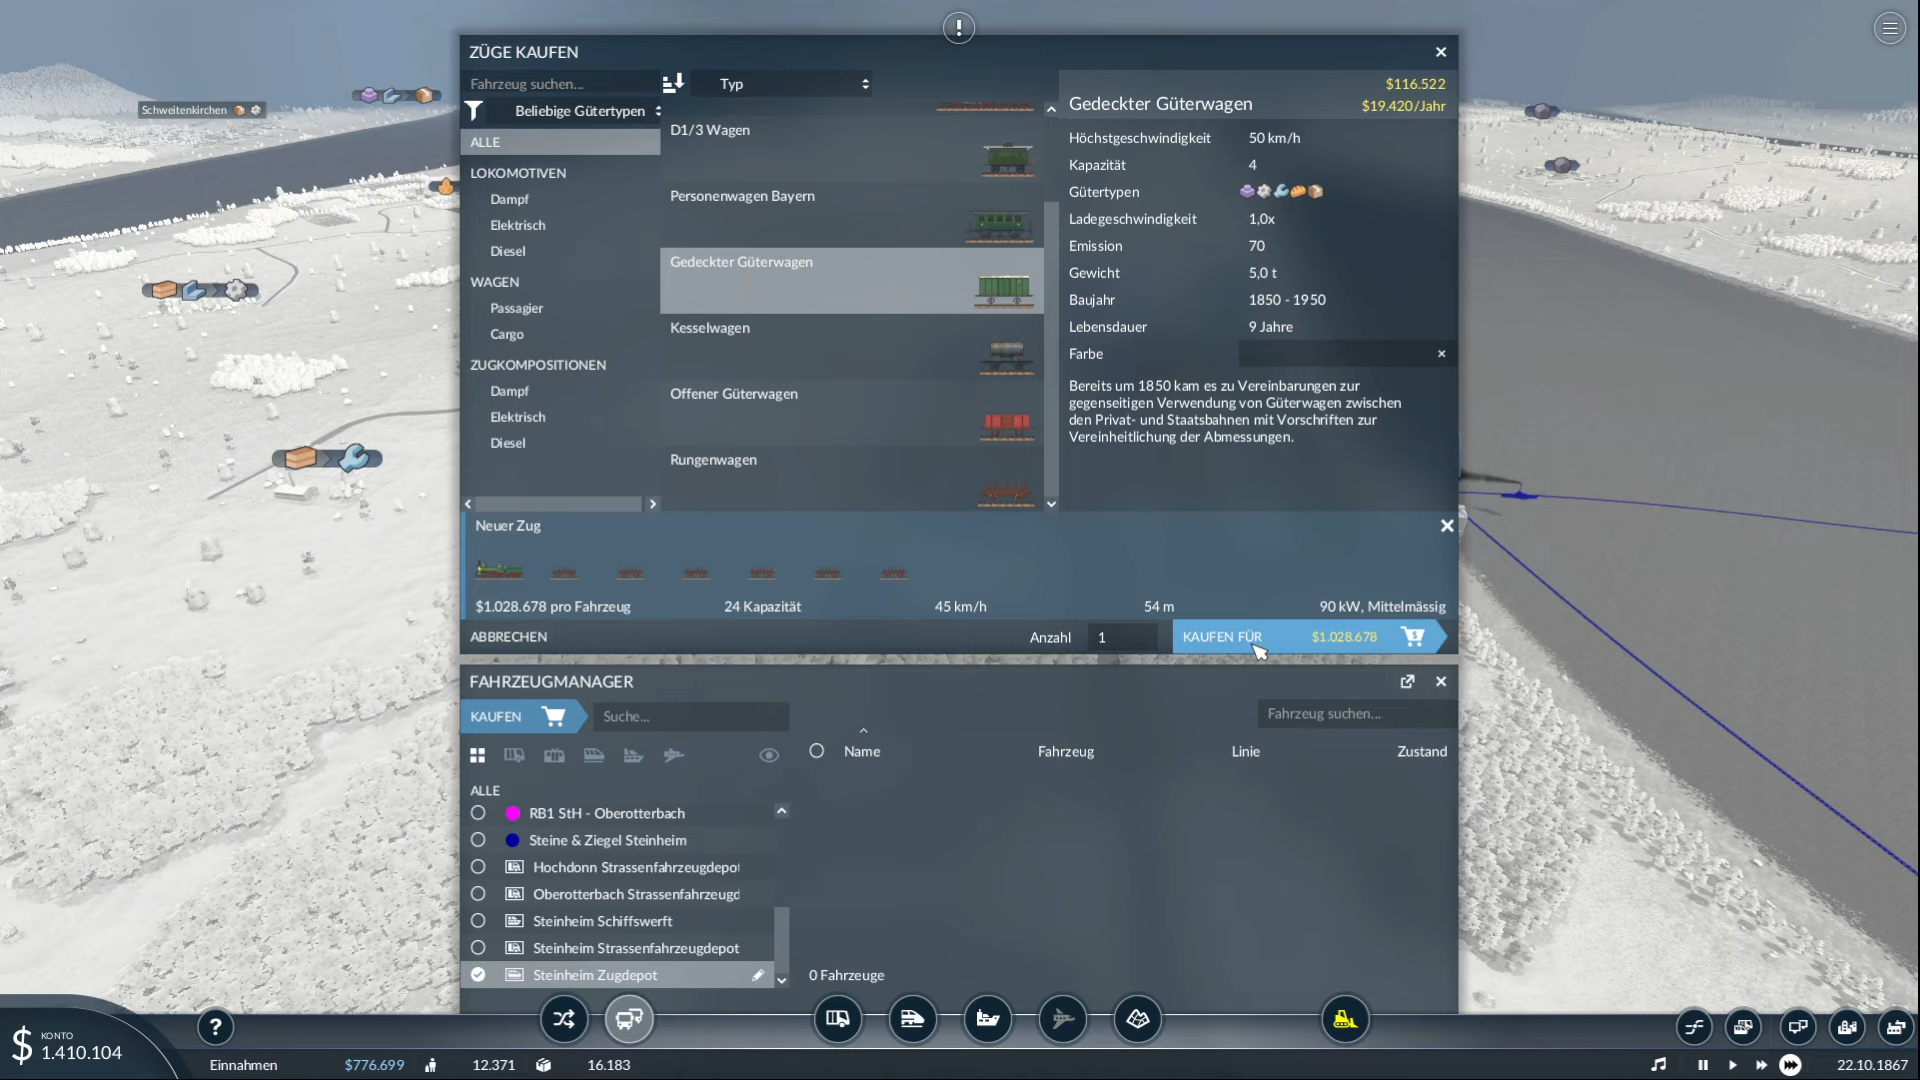 ZÜGE KAUFEN
Fahrzeug suchen...
Typ
Beliebige Gütertypen
ALLE
LOKOMOTIVEN
Dampf
Elektrisch
Diesel
WAGEN
Passagier
Cargo
ZUGKOMPOSITIONEN
Dampf
Elektrisch
Diesel
D1/3 Wagen
Personenwagen Bayern
Gedeckter Güterwagen
Kesselwagen
Offener Güterwagen
Rungenwagen
$116.522
Gedeckter Güterwagen $19.420/Jahr
Höchstgeschwindigkeit 50 km/h
Kapazität 4
Gütertypen
Ladegeschwindigkeit 1,0x
Emission 70
Gewicht 5,0 t
Baujahr 1850 - 1950
Lebensdauer 9 Jahre
Farbe
Bereits um 1850 kam es zu Vereinbarungen zur
gegenseitigen Verwendung von Güterwagen zwischen
den Privat- und Staatsbahnen mit Vorschriften zur
Vereinheitlichung der Abmessungen.
Neuer Zug
$1.028.678 pro Fahrzeug 24 Kapazität 45 km/h 54 m 90 kW, Mittelmässig
ABBRECHEN Anzahl 1 KAUFEN FÜR $1.028.678
FAHRZEUGMANAGER
KAUFEN Suche... Fahrzeug suchen...
Name Fahrzeug Linie Zustand
ALLE
RB1 StH - Oberotterbach
Steine & Ziegel Steinheim
Hochdonn Strassenfahrzeugdepot
Oberotterbach Strassenfahrzeugd
Steinheim Schiffswerft
Steinheim Strassenfahrzeugdepot
Steinheim Zugdepot
0 Fahrzeuge
Schweitenkirchen
$ KONTO
1.410.104
?
Einnahmen $776.699 12.371 16.183
22.10.1867